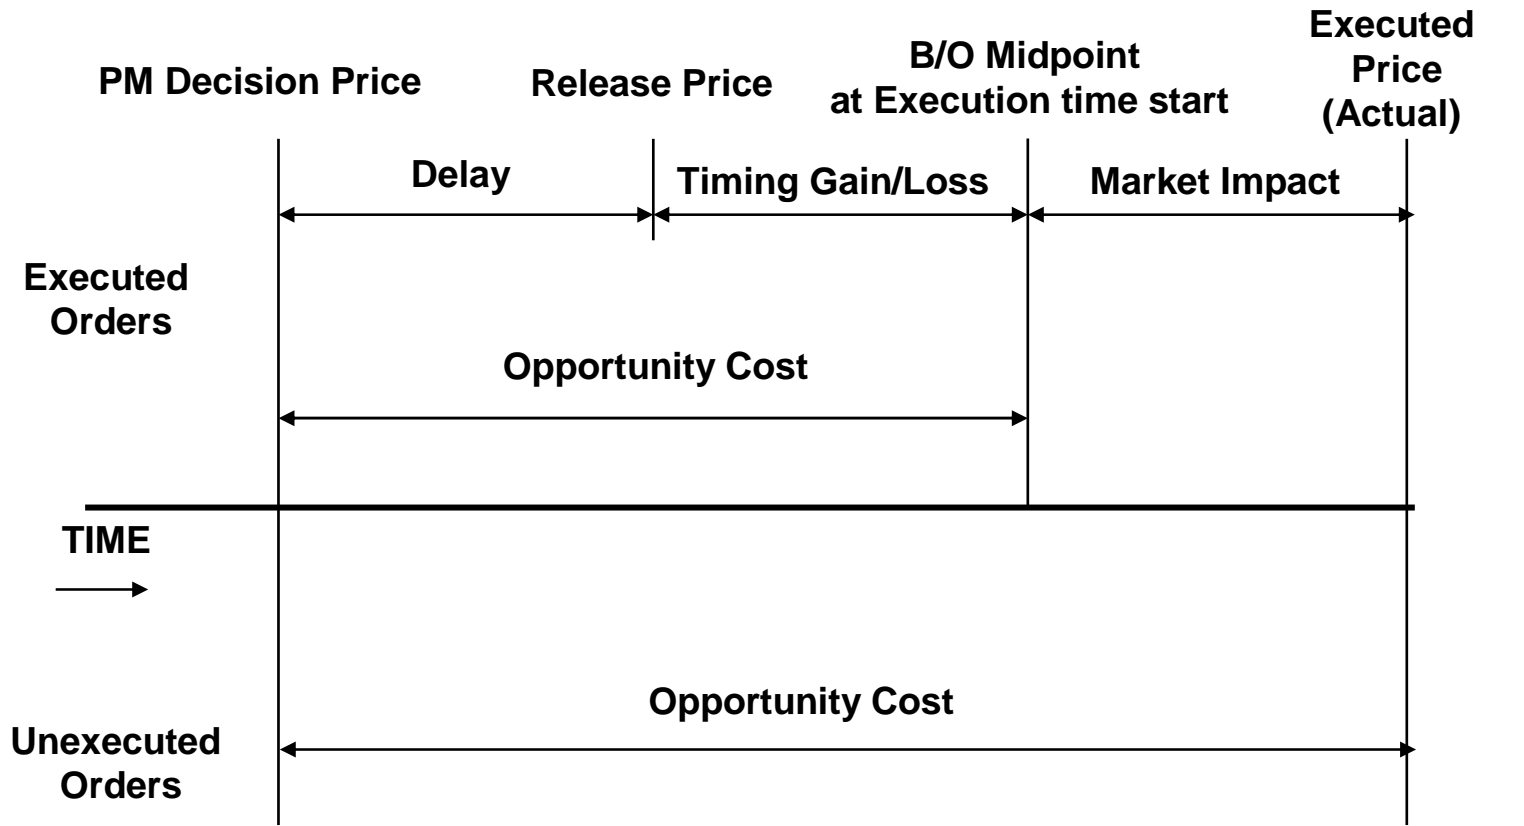 Executed
Price
(Actual)
B/O Midpoint
at Execution time start
PM Decision Price
Release Price
Delay
Timing Gain/Loss
Market Impact
Executed
Orders
Opportunity Cost
TIME
Opportunity Cost
Unexecuted
Orders